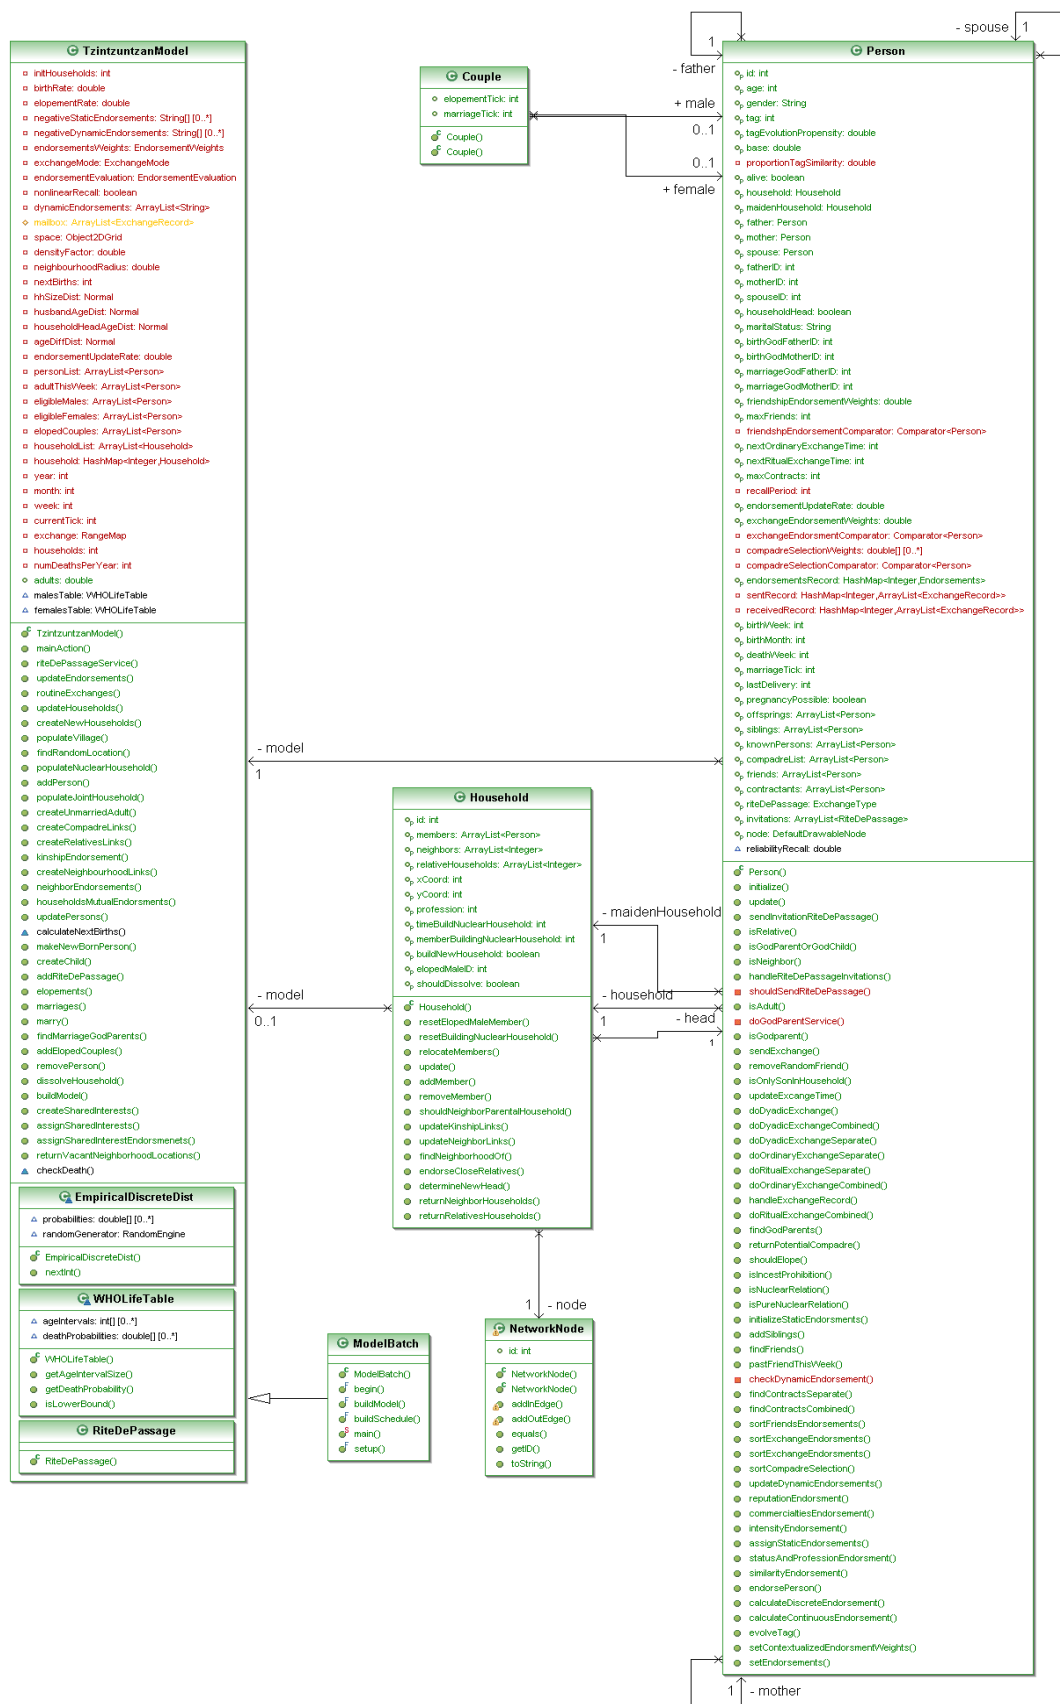 TzintzuntzanModel
initHouseholds: int
birthRate: double
elopementRate: double
negativeStaticEndorsements: String[] [0..*]
negativeDynamicEndorsements: String[] [0..*]
endorsementsWeights: EndorsementWeights
exchangeMode: ExchangeMode
endorsementEvaluation: EndorsementEvaluation
nonlinearRecall: boolean
dynamicEndorsements: ArrayList<String>
mailbox: ArrayList<ExchangeRecord>
space: Object2DGrid
densityFactor: double
neighbourhoodRadius: double
nextBirths: int
hhSizeDist: Normal
husbandAgeDist: Normal
householdHeadAgeDist: Normal
ageDiffDist: Normal
endorsementUpdateRate: double
personList: ArrayList<Person>
adultThisWeek: ArrayList<Person>
eligibleMales: ArrayList<Person>
eligibleFemales: ArrayList<Person>
elopedCouples: ArrayList<Person>
householdList: ArrayList<Household>
household: HashMap<Integer,Household>
year: int
month: int
week: int
currentTick: int
exchange: RangeMap
households: int
numDeathsPerYear: int
adults: double
malesTable: WHOLifeTable
femalesTable: WHOLifeTable
TzintzuntzanModel()
mainAction()
riteDePassageService()
updateEndorsements()
routineExchanges()
updateHouseholds()
createNewHouseholds()
populateVillage()
findRandomLocation()
populateNuclearHousehold()
addPerson()
populateJointHousehold()
createUnmarriedAdult()
createCompadreLinks()
createRelativesLinks()
kinshipEndorsement()
createNeighbourhoodLinks()
neighborEndorsements()
householdsMutualEndorsments()
updatePersons()
calculateNextBirths()
makeNewBornPerson()
createChild()
addRiteDePassage()
elopements()
marriages()
marry()
findMarriageGodParents()
addElopedCouples()
removePerson()
dissolveHousehold()
buildModel()
createSharedInterests()
assignSharedInterests()
assignSharedInterestEndorsmenets()
returnVacantNeighborhoodLocations()
checkDeath()
EmpiricalDiscreteDist
probabilities: double[] [0..*]
randomGenerator: RandomEngine
EmpiricalDiscreteDist()
nextInt()
WHOLifeTable
ageIntervals: int[] [0..*]
deathProbabilities: double[] [0..*]
WHOLifeTable()
getAgeIntervalSize()
getDeathProbability()
isLowerBound()
RiteDePassage
RiteDePassage()
Couple
elopementTick: int
marriageTick: int
Couple()
Couple()
+ male
0..1
0..1
+ female
1
- father
- spouse
1
- model
1
Household
id: int
members: ArrayList<Person>
neighbors: ArrayList<Integer>
relativeHouseholds: ArrayList<Integer>
xCoord: int
yCoord: int
profession: int
timeBuildNuclearHousehold: int
memberBuildingNuclearHousehold: int
buildNewHousehold: boolean
elopedMaleID: int
shouldDissolve: boolean
Household()
resetElopedMaleMember()
resetBuildingNuclearHousehold()
relocateMembers()
update()
addMember()
removeMember()
shouldNeighborParentalHousehold()
updateKinshipLinks()
updateNeighborLinks()
findNeighborhoodOf()
endorseCloseRelatives()
determineNewHead()
returnNeighborHouseholds()
returnRelativesHouseholds()
- maidenHousehold
1
- model
0..1
- household
1
- head
1
1
- node
ModelBatch
ModelBatch()
begin()
buildModel()
buildSchedule()
main()
setup()
NetworkNode
id: int
NetworkNode()
NetworkNode()
addInEdge()
addOutEdge()
equals()
getID()
toString()
Person
id: int
age: int
gender: String
tag: int
tagEvolutionPropensity: double
base: double
proportionTagSimilarity: double
alive: boolean
household: Household
maidenHousehold: Household
father: Person
mother: Person
spouse: Person
fatherID: int
motherID: int
spouseID: int
householdHead: boolean
maritalStatus: String
birthGodFatherID: int
birthGodMotherID: int
marriageGodFatherID: int
marriageGodMotherID: int
friendshipEndorsementWeights: double
maxFriends: int
friendshpEndorsementComparator: Comparator<Person>
nextOrdinaryExchangeTime: int
nextRitualExchangeTime: int
maxContracts: int
recallPeriod: int
endorsementUpdateRate: double
exchangeEndorsementWeights: double
exchangeEndorsmentComparator: Comparator<Person>
compadreSelectionWeights: double[] [0..*]
compadreSelectionComparator: Comparator<Person>
endorsementsRecord: HashMap<Integer,Endorsements>
sentRecord: HashMap<Integer,ArrayList<ExchangeRecord>>
receivedRecord: HashMap<Integer,ArrayList<ExchangeRecord>>
birthWeek: int
birthMonth: int
deathWeek: int
marriageTick: int
lastDelivery: int
pregnancyPossible: boolean
offsprings: ArrayList<Person>
siblings: ArrayList<Person>
knownPersons: ArrayList<Person>
compadreList: ArrayList<Person>
friends: ArrayList<Person>
contractants: ArrayList<Person>
riteDePassage: ExchangeType
invitations: ArrayList<RiteDePassage>
node: DefaultDrawableNode
reliabilityRecall: double
Person()
initialize()
update()
sendInvitationRiteDePassage()
isRelative()
isGodParentOrGodChild()
isNeighbor()
handleRiteDePassageInvitations()
shouldSendRiteDePassage()
isAdult()
doGodParentService()
isGodparent()
sendExchange()
removeRandomFriend()
isOnlySonInHousehold()
updateExcangeTime()
doDyadicExchange()
doDyadicExchangeCombined()
doDyadicExchangeSeparate()
doOrdinaryExchangeSeparate()
doRitualExchangeSeparate()
doOrdinaryExchangeCombined()
handleExchangeRecord()
doRitualExchangeCombined()
findGodParents()
returnPotentialCompadre()
shouldElope()
isIncestProhibition()
isNuclearRelation()
isPureNuclearRelation()
initializeStaticEndorsments()
addSiblings()
findFriends()
pastFriendThisWeek()
checkDynamicEndorsement()
findContractsSeparate()
findContractsCombined()
sortFriendsEndorsements()
sortExchangeEndorsments()
sortExchangeEndorsments()
sortCompadreSelection()
updateDynamicEndorsements()
reputationEndorsment()
commercialtiesEndorsement()
intensityEndorsement()
assignStaticEndorsements()
statusAndProfessionEndorsment()
similarityEndorsement()
endorsePerson()
calculateDiscreteEndorsement()
calculateContinuousEndorsement()
evolveTag()
setContextualizedEndorsmentWeights()
setEndorsements()
1
- mother